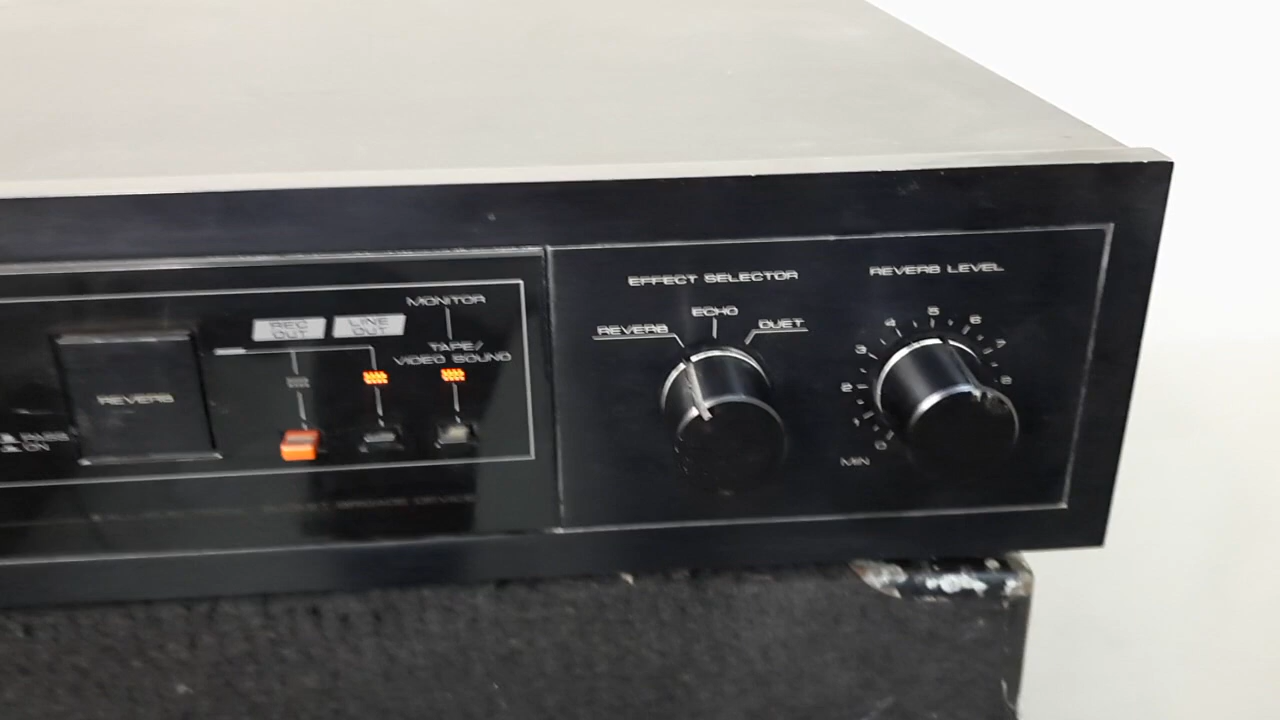 EFFECT SELECTOR
REVERB LEVEL
MONITOR
REC OUT
LINE OUT
TAPE/
VIDEO SOUND
REVERB
ECHO
DUET
REVERB
ON
0
1
2
3
4
5
6
7
8
MIN